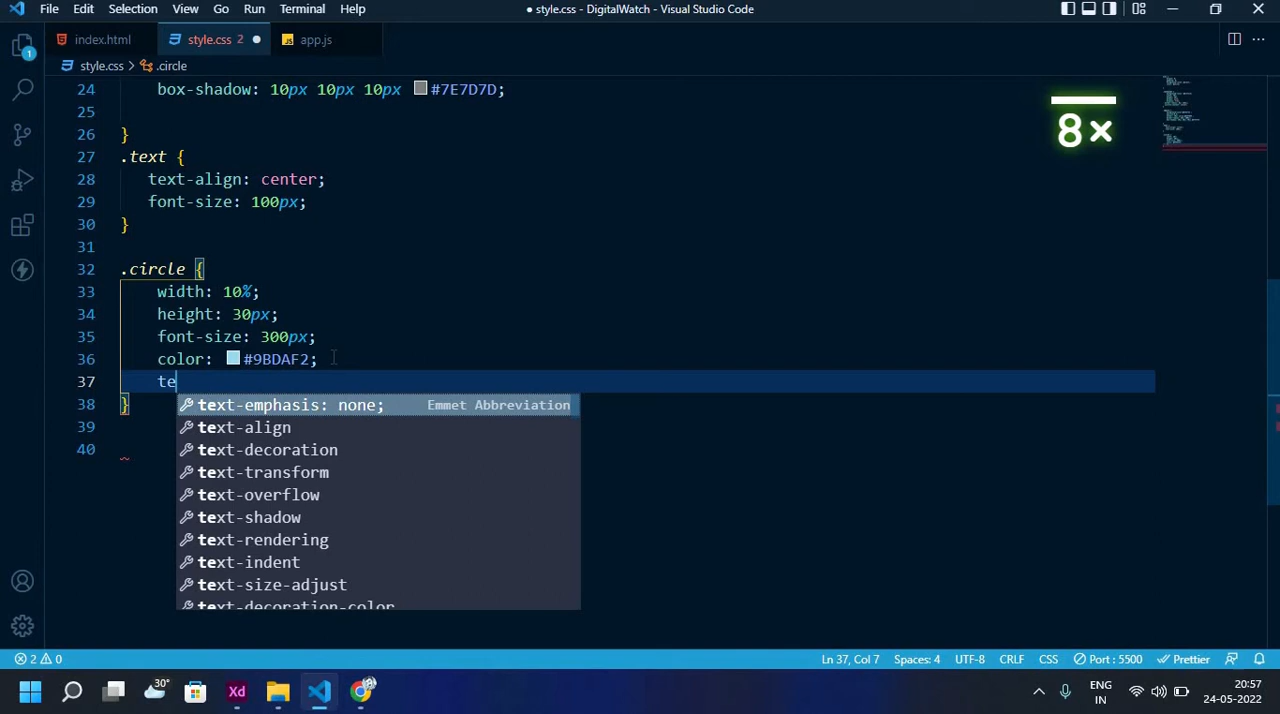 File Edit Selection View Go Run Terminal Help
● style.css - DigitalWatch - Visual Studio Code
index.html
style.css 2 ●
JS app.js
style.css > .circle
8×
24 box-shadow: 10px 10px 10px #7E7D7D;
25
26 }
27 .text {
28 text-align: center;
29 font-size: 100px;
30 }
31
32 .circle {
33 width: 10%;
34 height: 30px;
35 font-size: 300px;
36 color: #9BDAF2;
37 te
38 }
39
40
text-emphasis: none; Emmet Abbreviation
text-align
text-decoration
text-transform
text-overflow
text-shadow
text-rendering
text-indent
text-size-adjust
text-decoration-color
1
2 0
Ln 37, Col 7 Spaces: 4 UTF-8 CRLF CSS Port : 5500 Prettier
30°
Xd
ENG
IN
20:57
24-05-2022